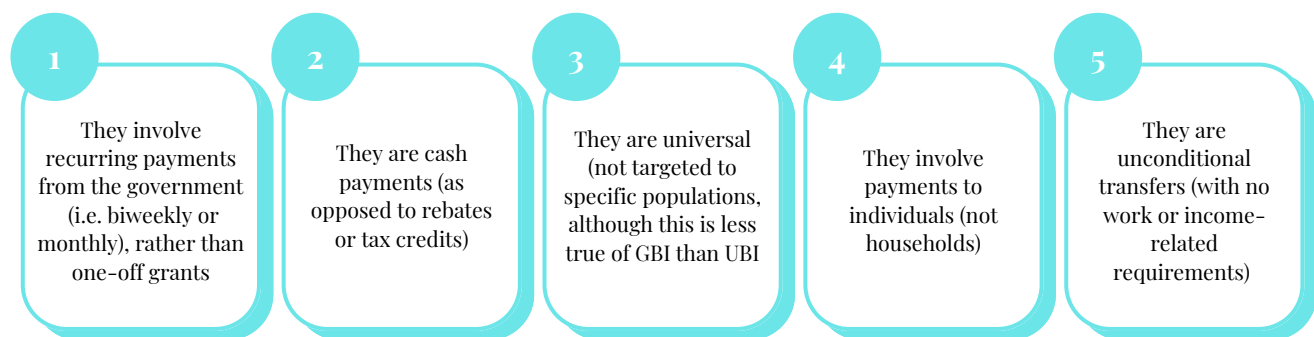 1
They involve
recurring payments
from the government
(i.e. biweekly or
monthly), rather than
one-off grants
2
They are cash
payments (as
opposed to rebates
or tax credits)
3
They are universal
(not targeted to
specific populations,
although this is less
true of GBI than UBI
4
They involve
payments to
individuals (not
households)
5
They are
unconditional
transfers (with no
work or income-
related
requirements)